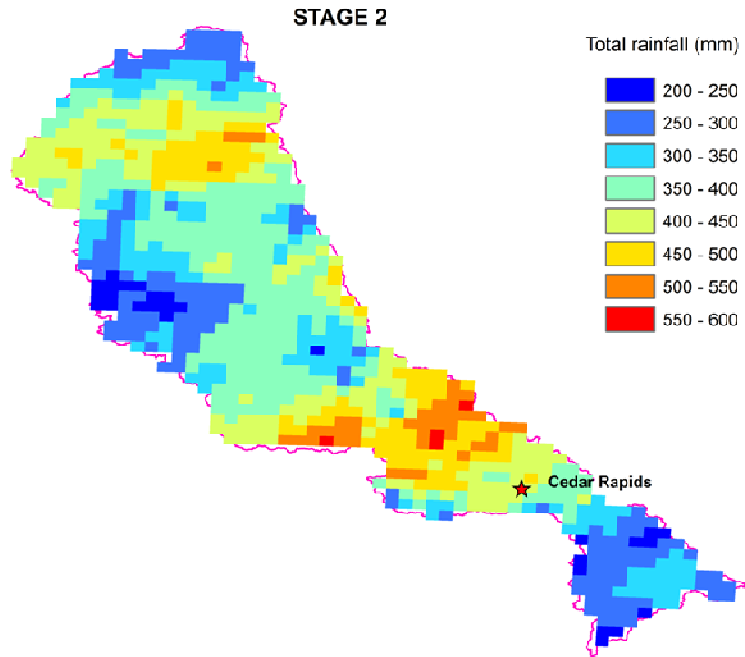 STAGE 2
Total rainfall (mm)
200 - 250
250 - 300
300 - 350
350 - 400
400 - 450
450 - 500
500 - 550
550 - 600
Cedar Rapids